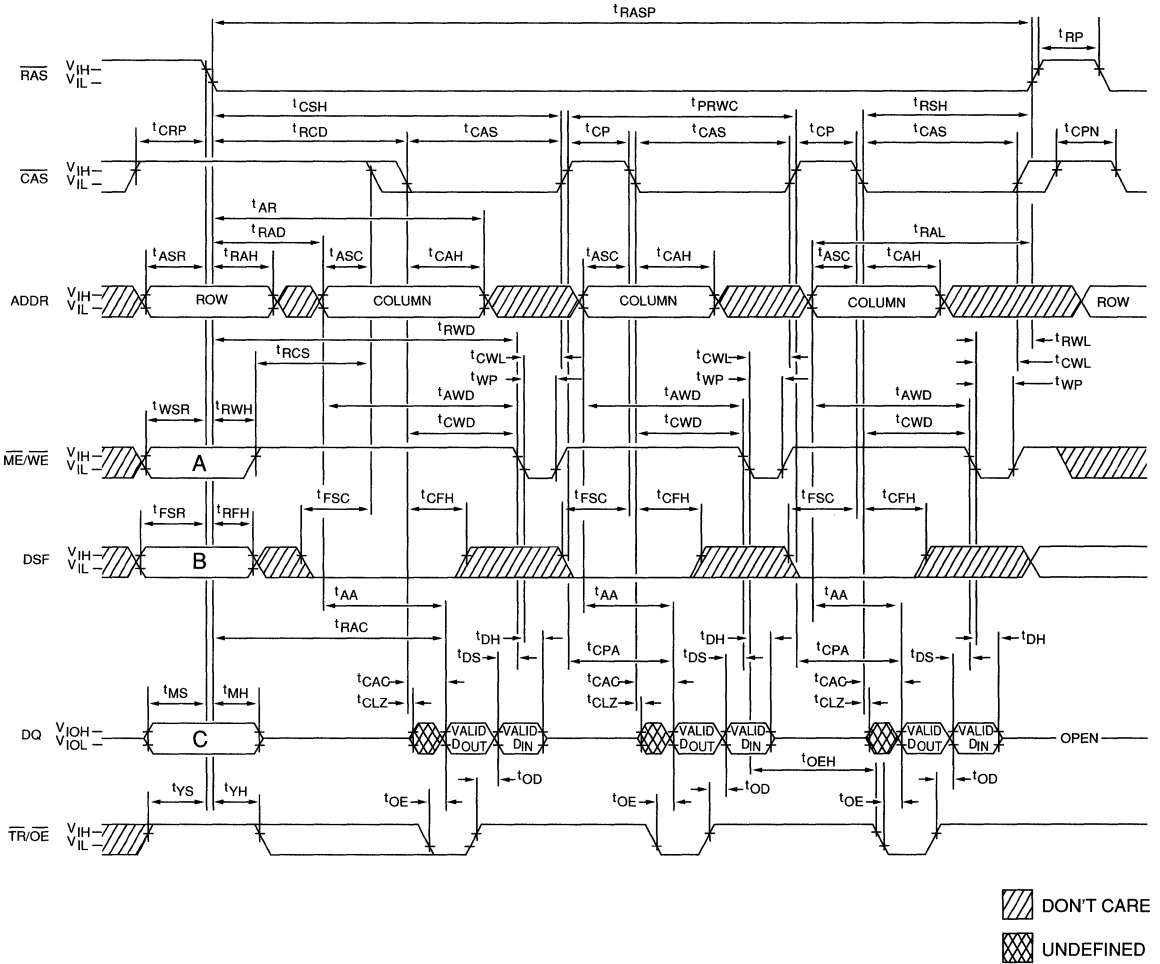 tRASP
tRP
RAS VIH VIL
tCSH tPRWC tRSH
tCRP tRCD tCAS tCP tCAS tCP tCAS tCPN
CAS VIH VIL
tAR
tRAD tRAL
tASR tRAH tASC tCAH tASC tCAH tASC tCAH
ADDR VIH VIL ROW COLUMN COLUMN COLUMN ROW
tRWD tRWL
tRCS tCWL tCWL tCWL
tWP tWP tWP
tAWD tAWD tAWD
tWSR tRWH tCWD tCWD tCWD
ME/WE VIH VIL A
tFSC tCFH tFSC tCFH tFSC tCFH
tFSR tRFH
DSF VIH VIL B
tAA tAA tAA
tRAC tDH tDH tDH
tDS tCPA tDS tCPA tDS
tCAC tCAC tCAC
tMS tMH tCLZ tCLZ tCLZ
DQ VIOH VIOL C VALID DOUT VALID DIN VALID DOUT VALID DIN VALID DOUT VALID DIN OPEN
tOEH
tOD tOD tOD
tYS tYH tOE tOE tOE
TR/OE VIH VIL
DON'T CARE
UNDEFINED